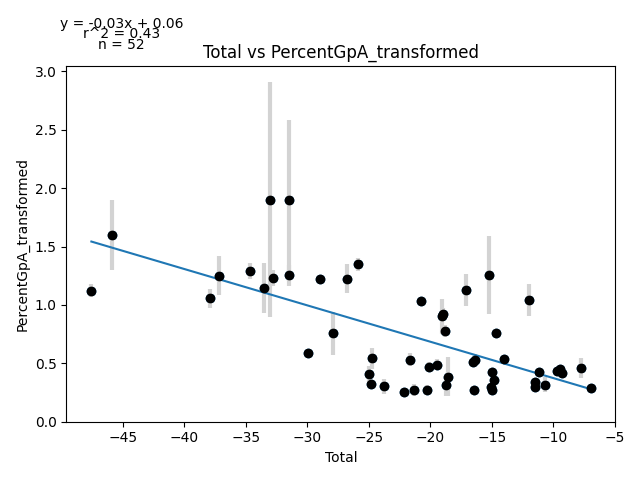 y = -0.03x + 0.06
r^2 = 0.43
n = 52
Total vs PercentGpA_transformed
3.0
2.5
2.0
1.5
1.0
0.5
0.0
PercentGpA_transformed
−45 −40 −35 −30 −25 −20 −15 −10 −5
Total